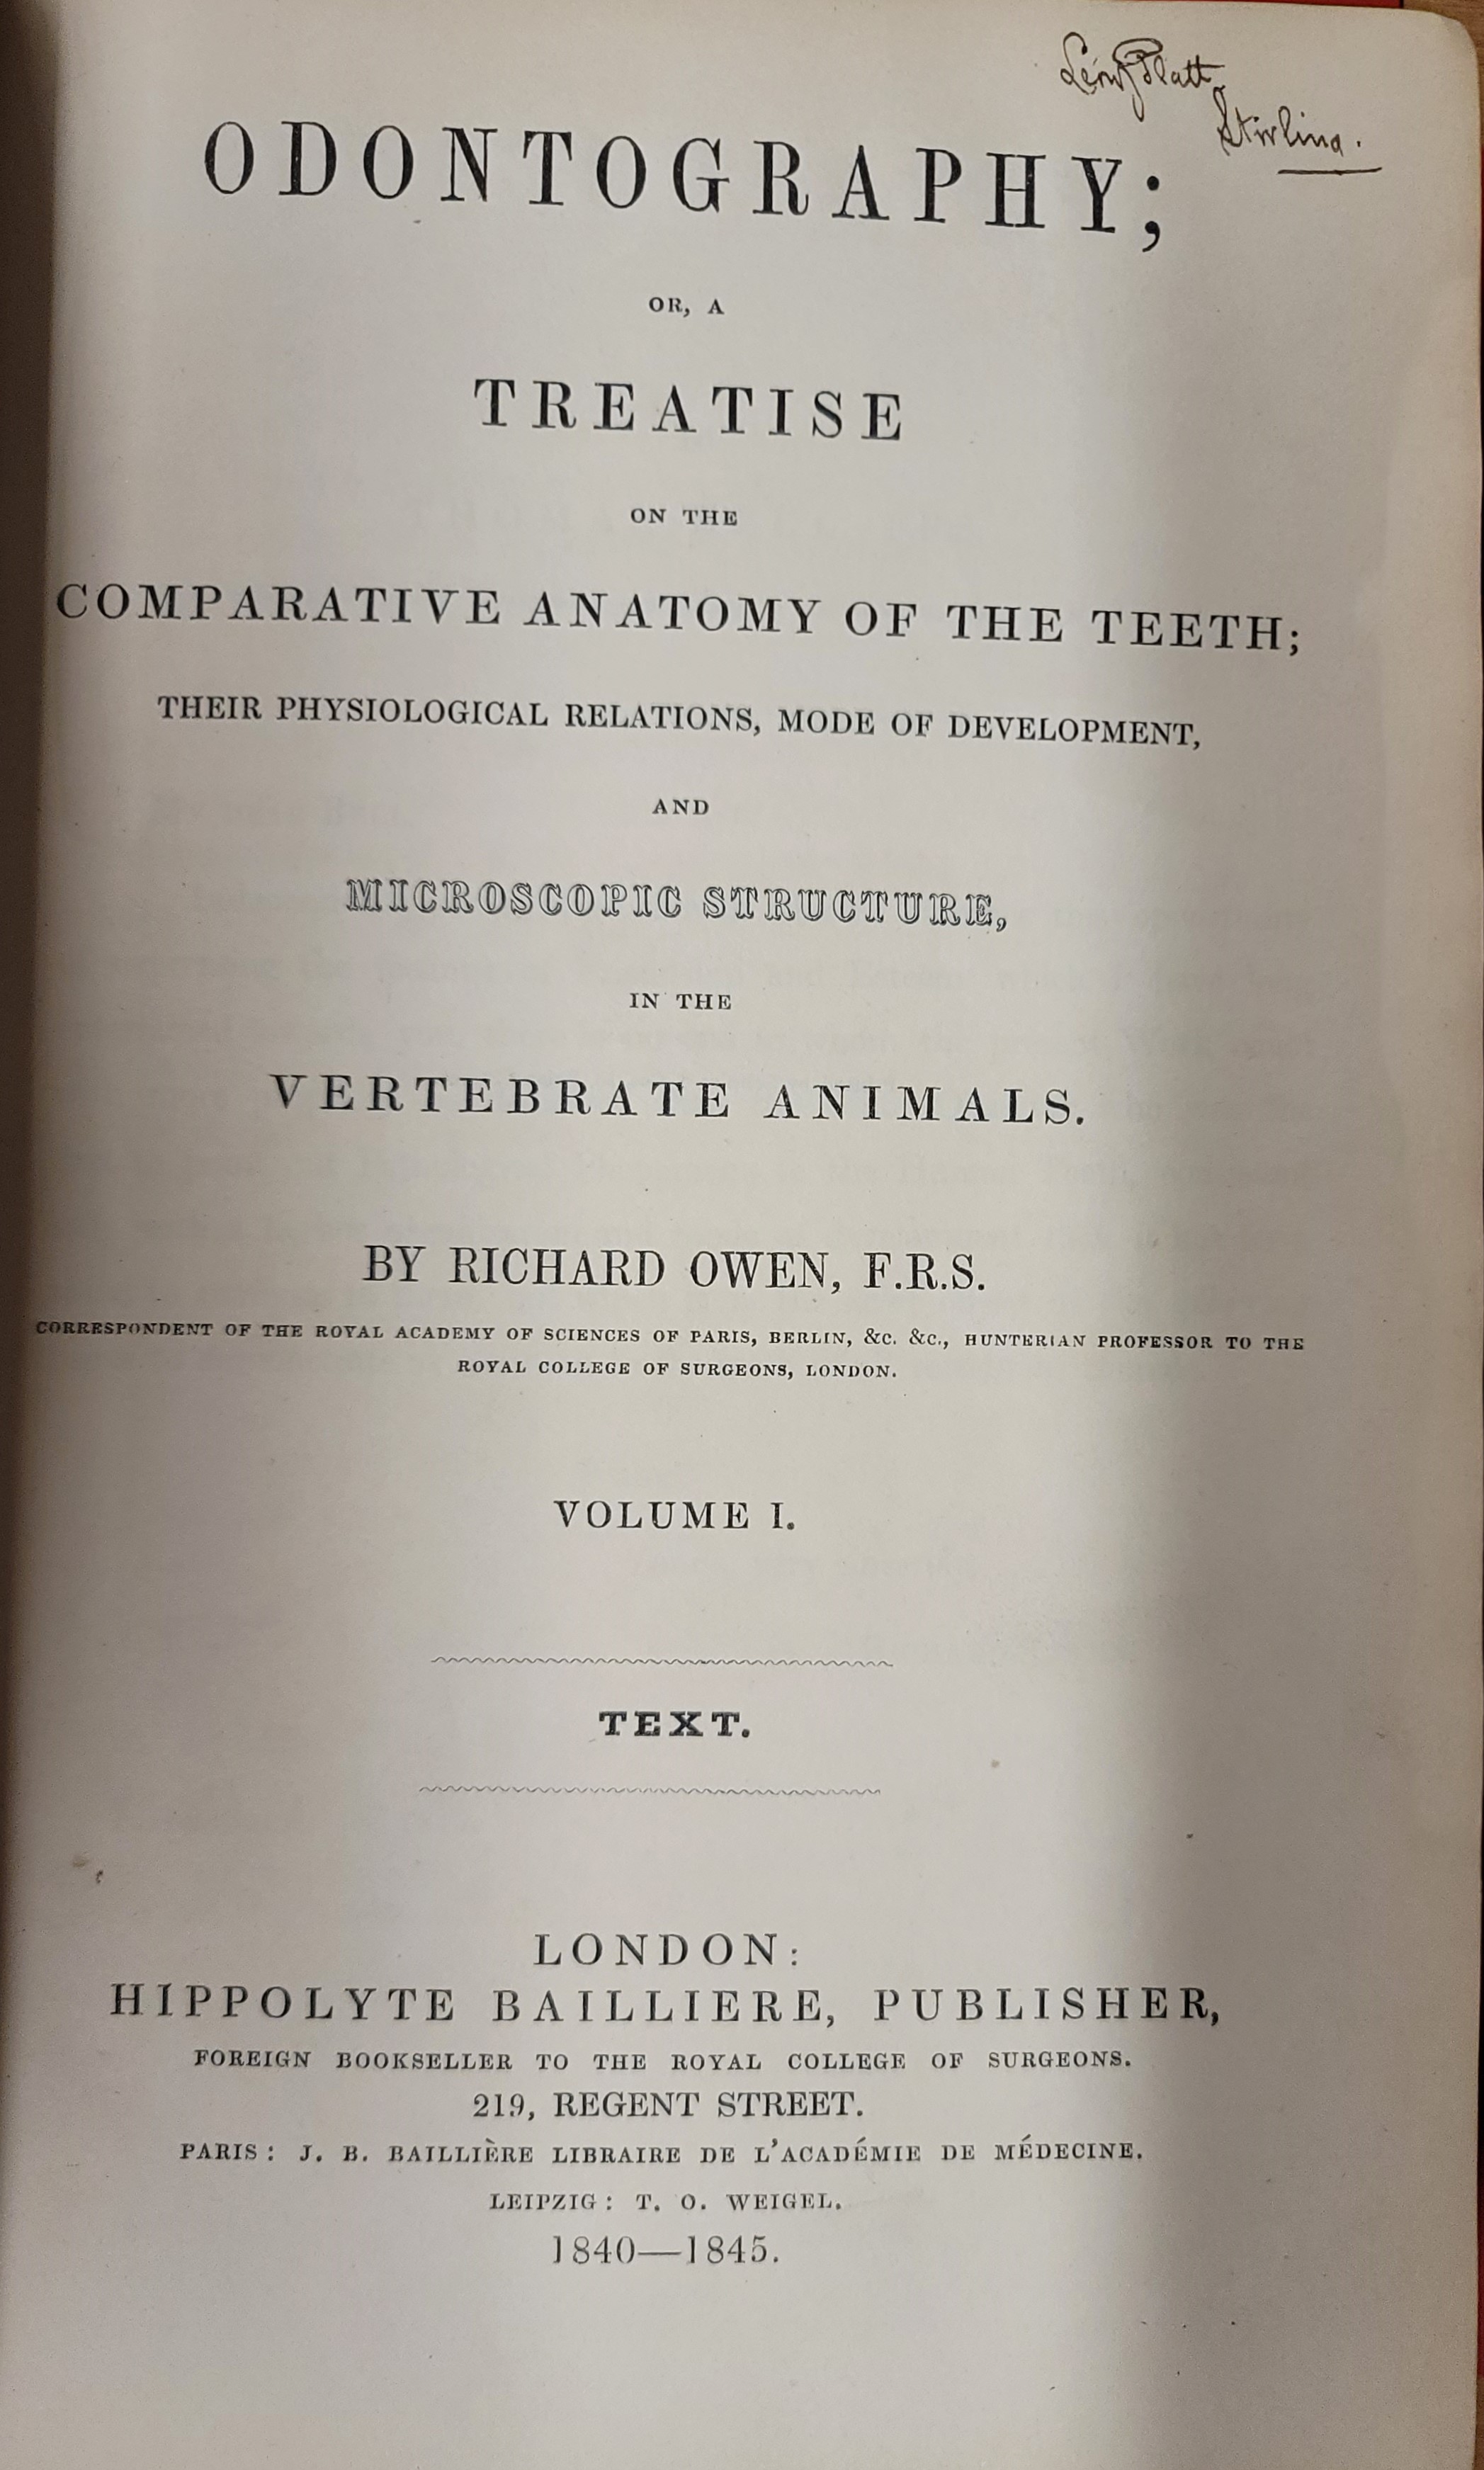 Platt
Stirling.
ODONTOGRAPHY;
OR, A
TREATISE
ON THE
COMPARATIVE ANATOMY OF THE TEETH;
THEIR PHYSIOLOGICAL RELATIONS, MODE OF DEVELOPMENT,
AND
MICROSCOPIC STRUCTURE,
IN THE
VERTEBRATE ANIMALS.
BY RICHARD OWEN, F.R.S.
CORRESPONDENT OF THE ROYAL ACADEMY OF SCIENCES OF PARIS, BERLIN, &c. &c., HUNTERIAN PROFESSOR TO THE
ROYAL COLLEGE OF SURGEONS, LONDON.
VOLUME I.
TEXT.
LONDON:
HIPPOLYTE BAILLIERE, PUBLISHER,
FOREIGN BOOKSELLER TO THE ROYAL COLLEGE OF SURGEONS.
219, REGENT STREET.
PARIS: J. B. BAILLIÈRE LIBRAIRE DE L'ACADÉMIE DE MÉDECINE.
LEIPZIG: T. O. WEIGEL.
1840—1845.